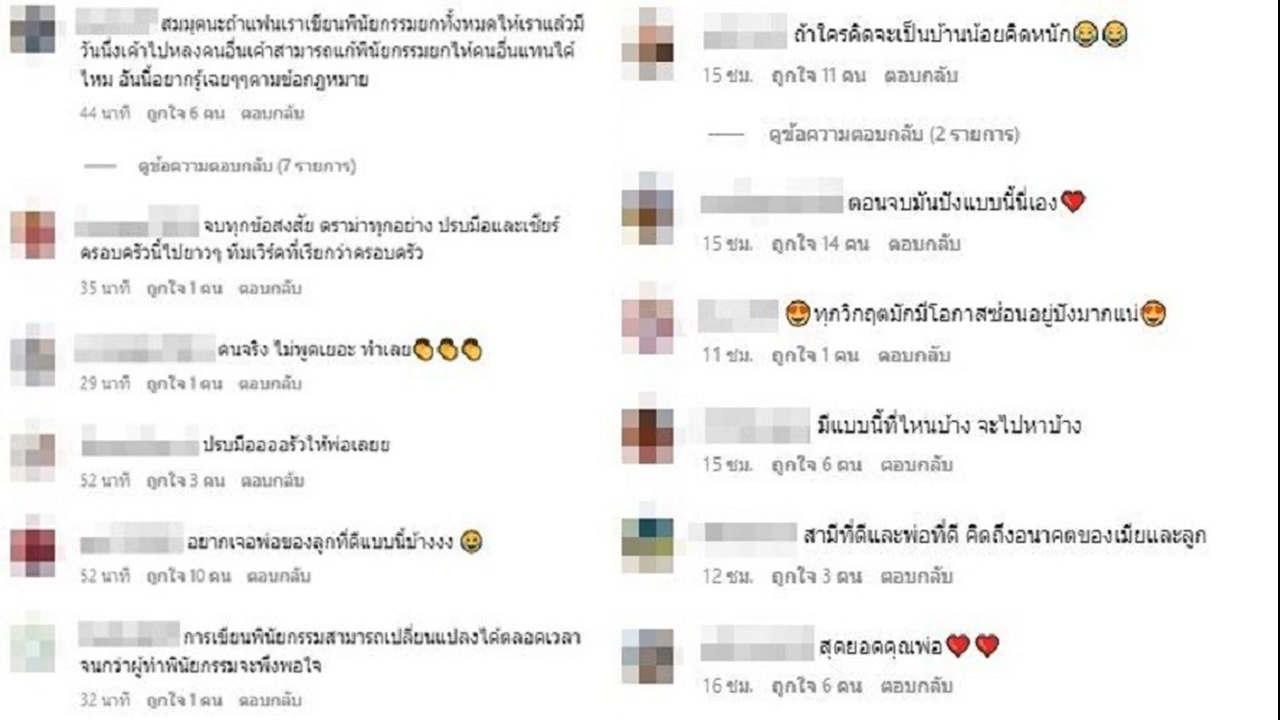 สมมุตนะถ้าแฟนเราเขียนพินัยกรรมยกทั้งหมดให้เราแล้วมี
วันนึงเค้าไปหลงคนอื่นเค้าสามารถแก้พินัยกรรมยกให้คนอื่นแทนได้
ไหม อันนี้อยากรู้เฉยๆๆตามข้อกฎหมาย
44 นาที ถูกใจ 6 คน ตอบกลับ
ดูข้อความตอบกลับ (7 รายการ)
จบทุกข้อสงสัย ดราม่าทุกอย่าง ปรบมือและเชียร์
ครอบครัวนี้ไปยาวๆ ทีมเวิร์คที่เรียกว่าครอบครัว
35 นาที ถูกใจ 1 คน ตอบกลับ
คนจริง ไม่พูดเยอะ ทำเลย👏👏👏
29 นาที ถูกใจ 1 คน ตอบกลับ
ปรบมืออออรัวให้พ่อเลยย
52 นาที ถูกใจ 3 คน ตอบกลับ
อยากเจอพ่อของลูกที่ดีแบบนี้บ้างงง 😅
52 นาที ถูกใจ 10 คน ตอบกลับ
การเขียนพินัยกรรมสามารถเปลี่ยนแปลงได้ตลอดเวลา
จนกว่าผู้ทำพินัยกรรมจะพึงพอใจ
32 นาที ถูกใจ 1 คน ตอบกลับ
ถ้าใครคิดจะเป็นบ้านน้อยคิดหนัก😂😂
15 ชม. ถูกใจ 11 คน ตอบกลับ
ดูข้อความตอบกลับ (2 รายการ)
ตอนจบมันปังแบบนี้นี่เอง❤️
15 ชม. ถูกใจ 14 คน ตอบกลับ
😍ทุกวิกฤตมักมีโอกาสซ่อนอยู่ปังมากแน่😍
11 ชม. ถูกใจ 1 คน ตอบกลับ
มีแบบนี้ที่ไหนบ้าง จะไปหาบ้าง
15 ชม. ถูกใจ 6 คน ตอบกลับ
สามีที่ดีและพ่อที่ดี คิดถึงอนาคตของเมียและลูก
12 ชม. ถูกใจ 3 คน ตอบกลับ
สุดยอดคุณพ่อ❤️❤️
16 ชม. ถูกใจ 6 คน ตอบกลับ